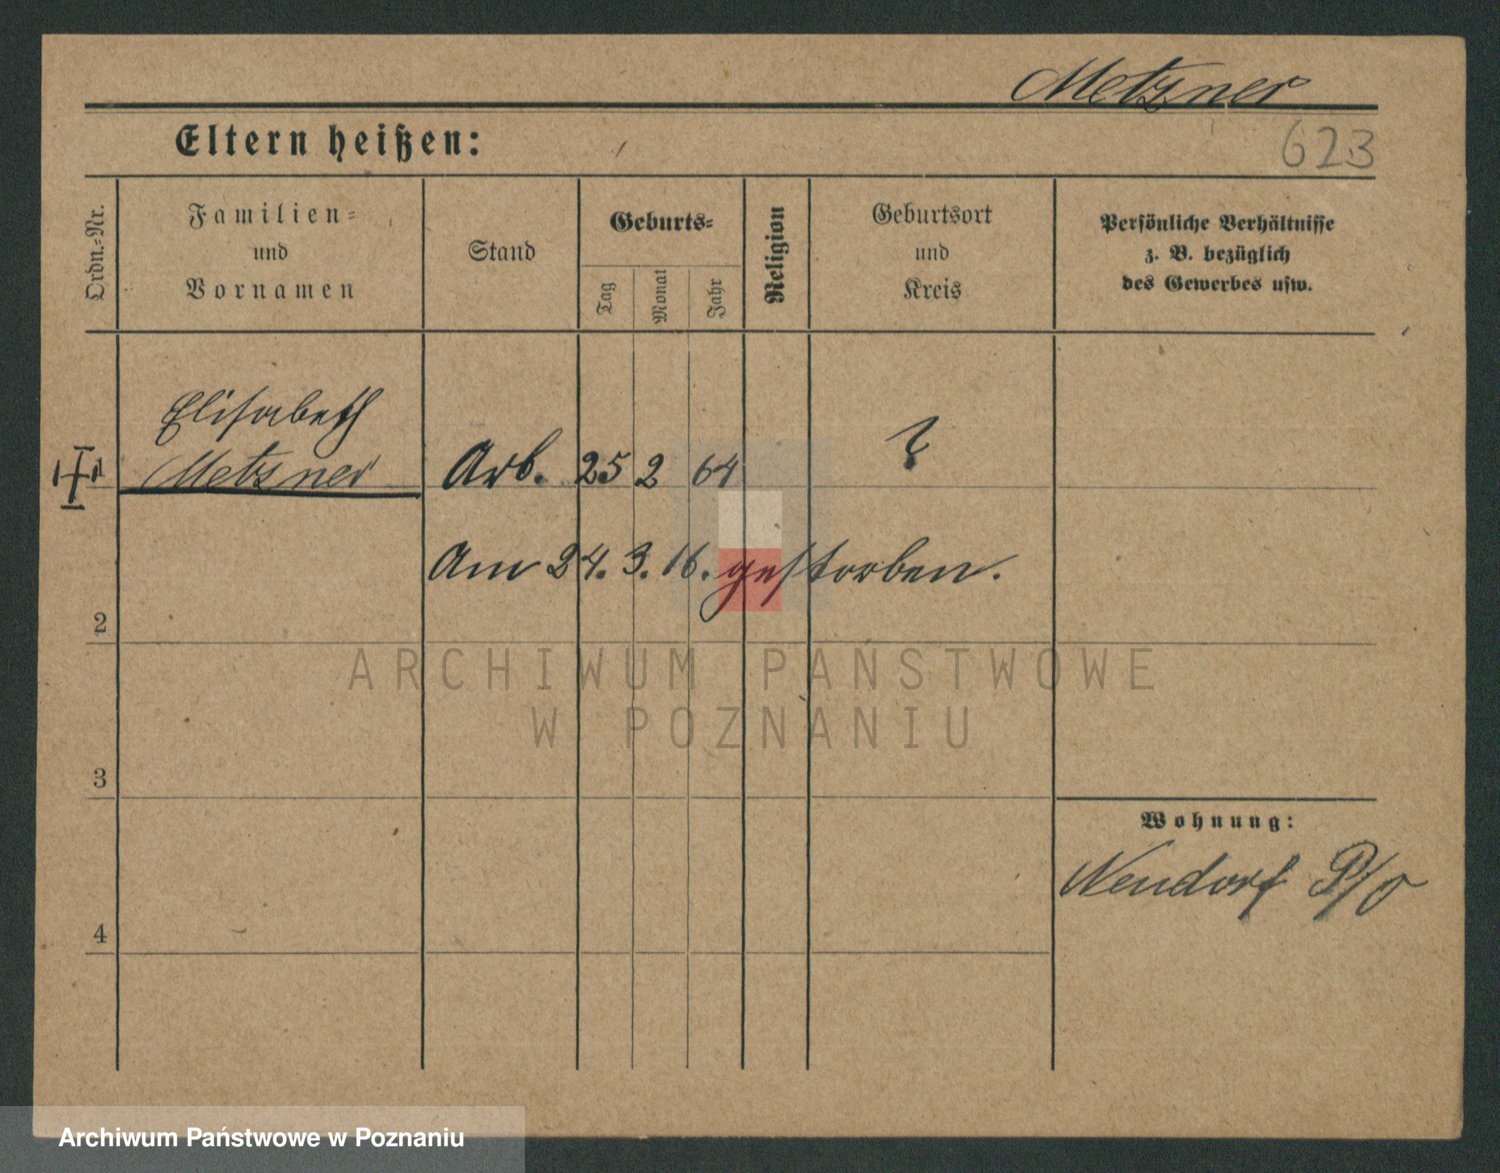 Metzner
623
Eltern heißen:
Ordn.-Nr.
Familien-
und
Vornamen
Stand
Geburts-
Tag
Monat
Jahr
Religion
Geburtsort
und
Kreis
Persönliche Verhältnisse
z. B. bezüglich
des Gewerbes usw.
Elisabeth
1 Metzner Arb. 25 2 64 ?
Am 24. 3. 16. gestorben.
2
ARCHIWUM PAŃSTWOWE
W POZNANIU
3
Wohnung:
Neudorf P/O
4
Archiwum Państwowe w Poznaniu